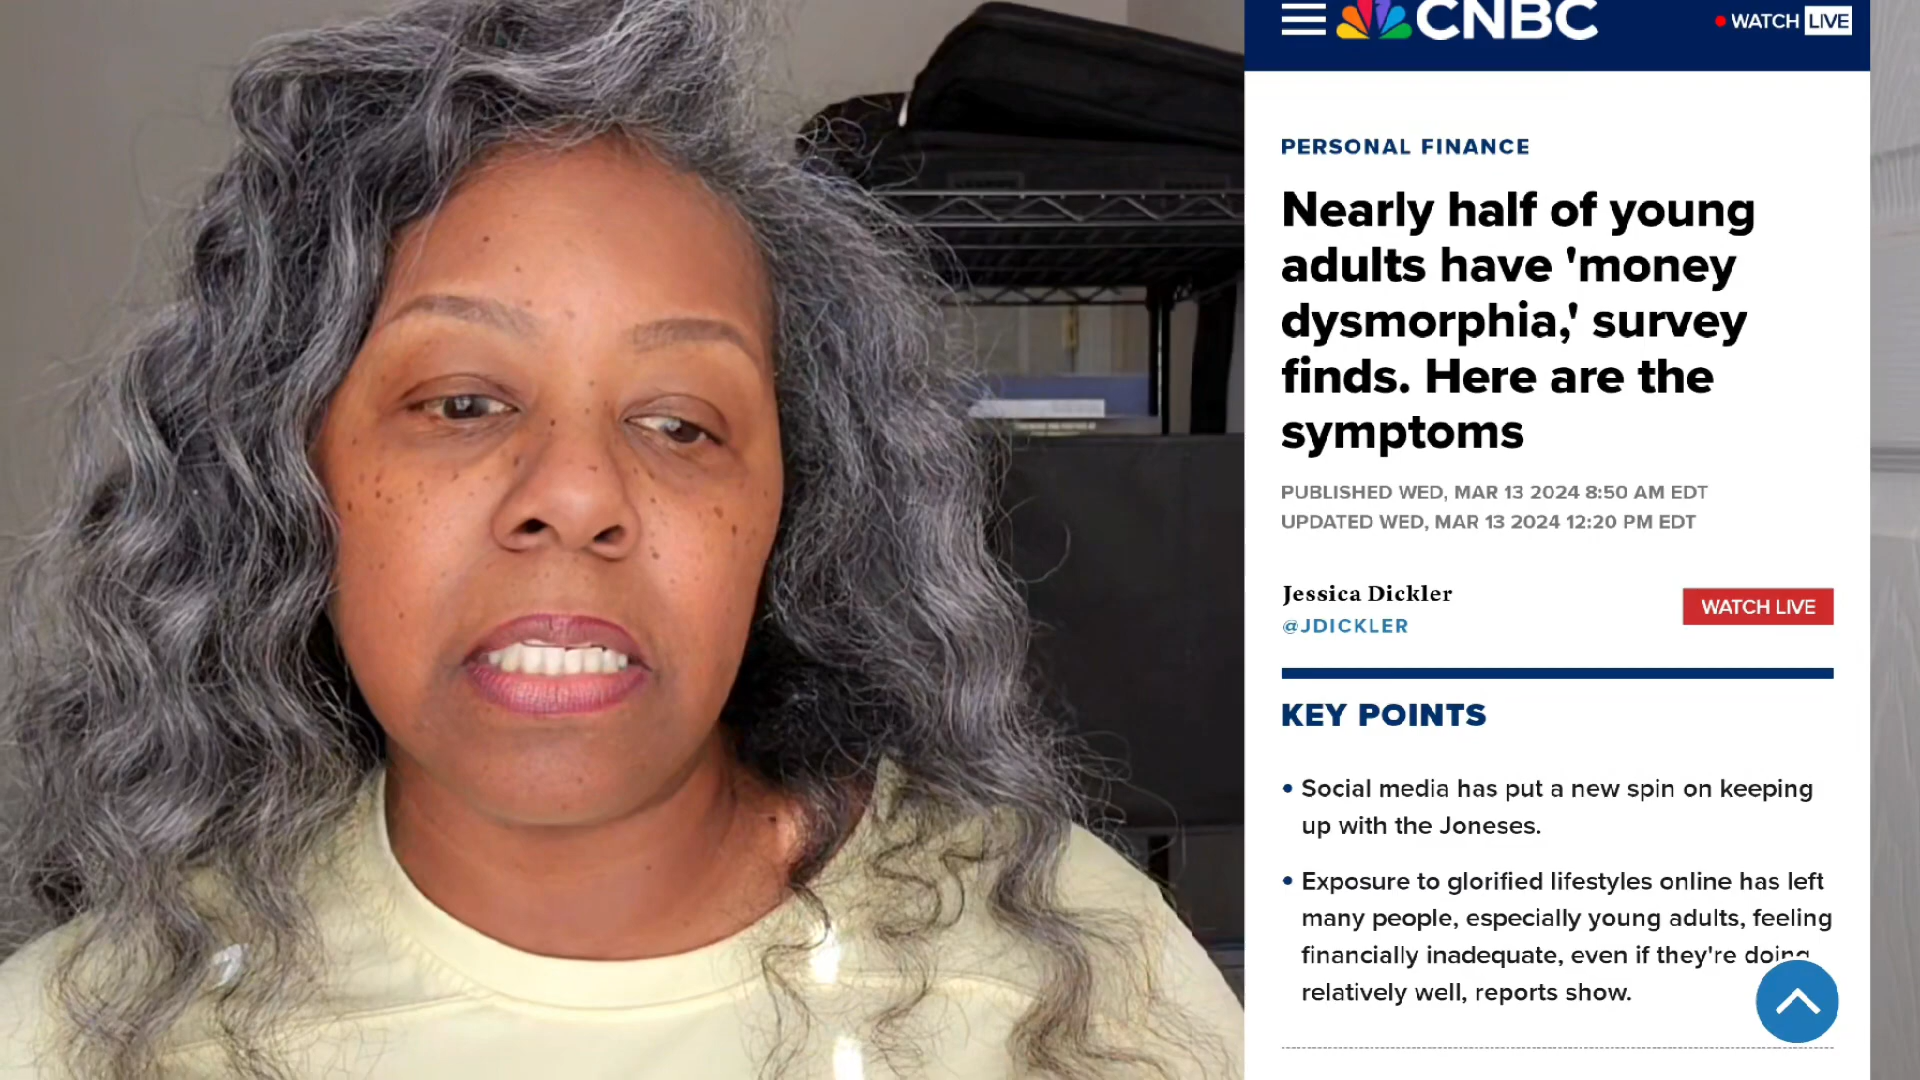 CNBC
WATCH LIVE
PERSONAL FINANCE
Nearly half of young
adults have 'money
dysmorphia,' survey
finds. Here are the
symptoms
PUBLISHED WED, MAR 13 2024 8:50 AM EDT
UPDATED WED, MAR 13 2024 12:20 PM EDT
Jessica Dickler
@JDICKLER
WATCH LIVE
KEY POINTS
• Social media has put a new spin on keeping
up with the Joneses.
• Exposure to glorified lifestyles online has left
many people, especially young adults, feeling
financially inadequate, even if they're doing
relatively well, reports show.